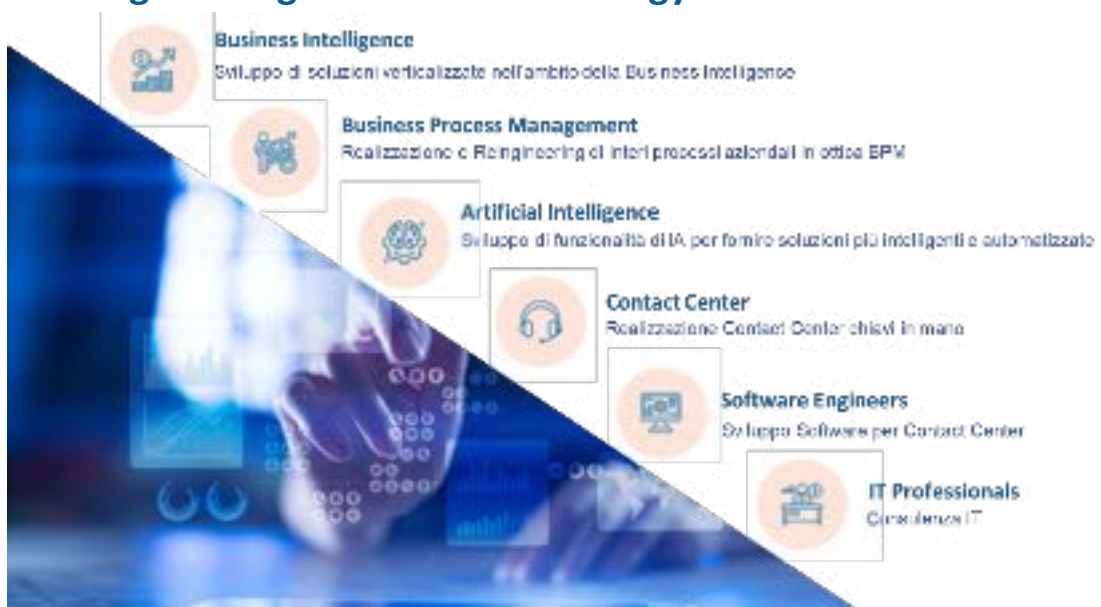 Business Intelligence
Sviluppo di soluzioni verticalizzate nell'ambito della Business Intelligense
Business Process Management
Realizzazione e Reingineering di interi processi aziendali in ottica BPM
Artificial Intelligence
Sviluppo di funzionalità di IA per fornire soluzioni più intelligenti e automatizzate
Contact Center
Realizzazione Contact Center chiavi in mano
Software Engineers
Sviluppo Software per Contact Center
IT Professionals
Consulenza IT